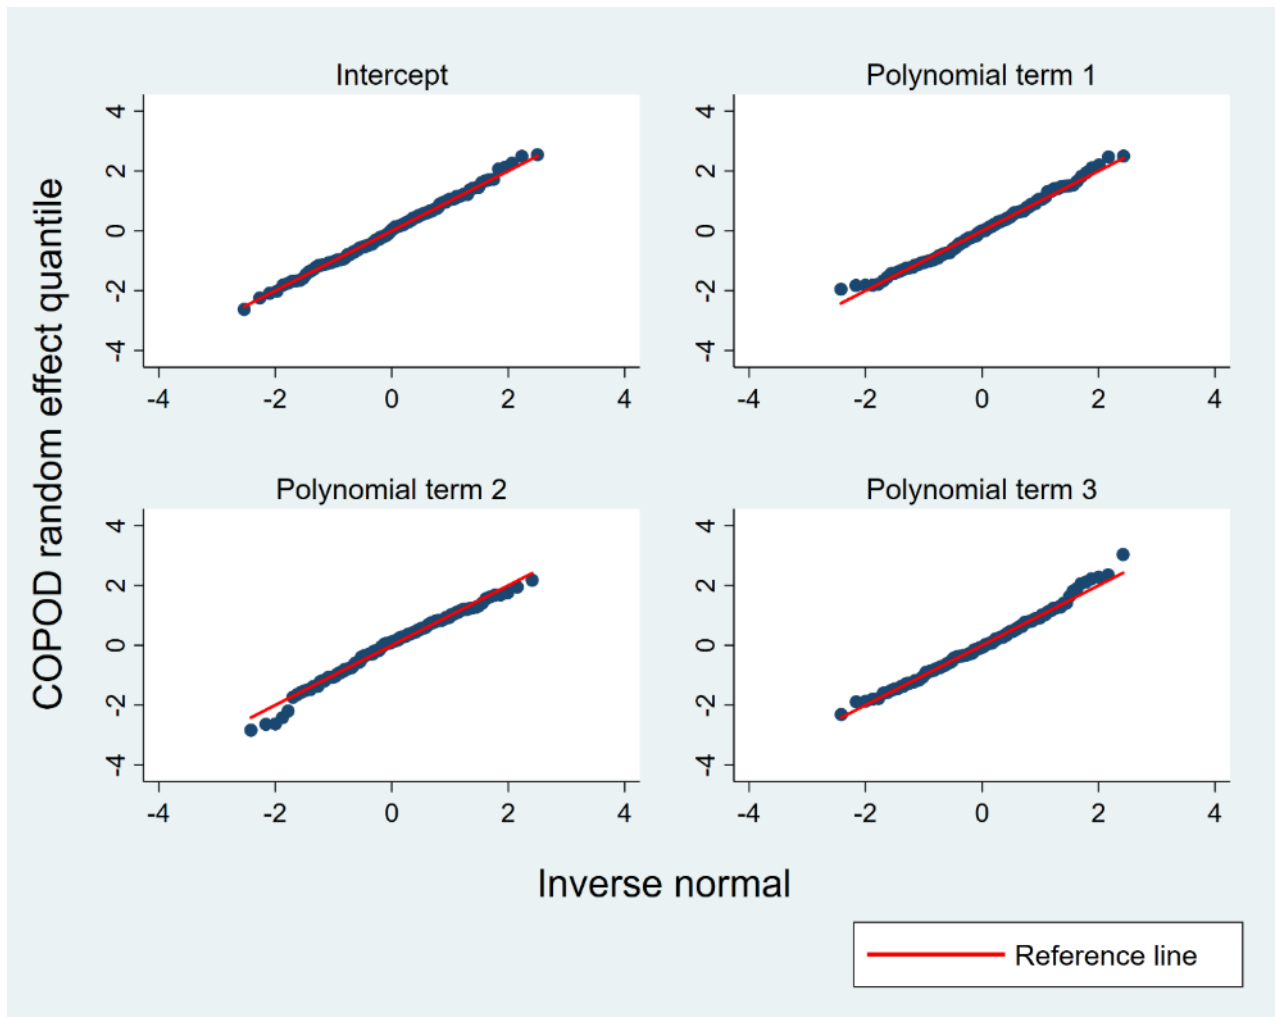 Intercept
4
2
0
-2
-4
-4 -2 0 2 4
Polynomial term 1
4
2
0
-2
-4
-4 -2 0 2 4
COPOD random effect quantile
Polynomial term 2
4
2
0
-2
-4
-4 -2 0 2 4
Polynomial term 3
4
2
0
-2
-4
-4 -2 0 2 4
Inverse normal
Reference line